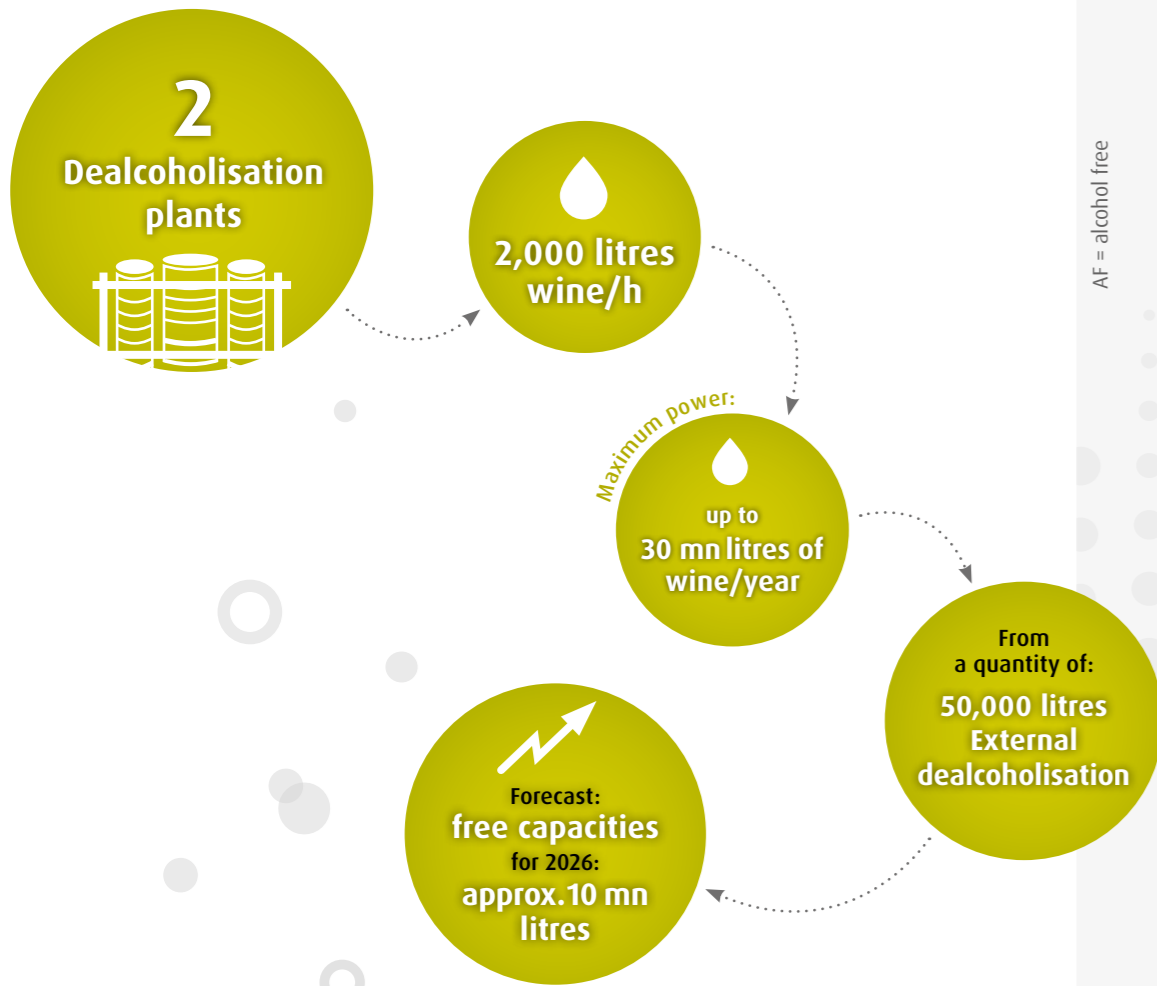 2
Dealcoholisation
plants
2,000 litres
wine/h
Maximum power:
up to
30 mn litres of
wine/year
From
a quantity of:
50,000 litres
External
dealcoholisation
Forecast:
free capacities
for 2026:
approx.10 mn
litres
AF = alcohol free